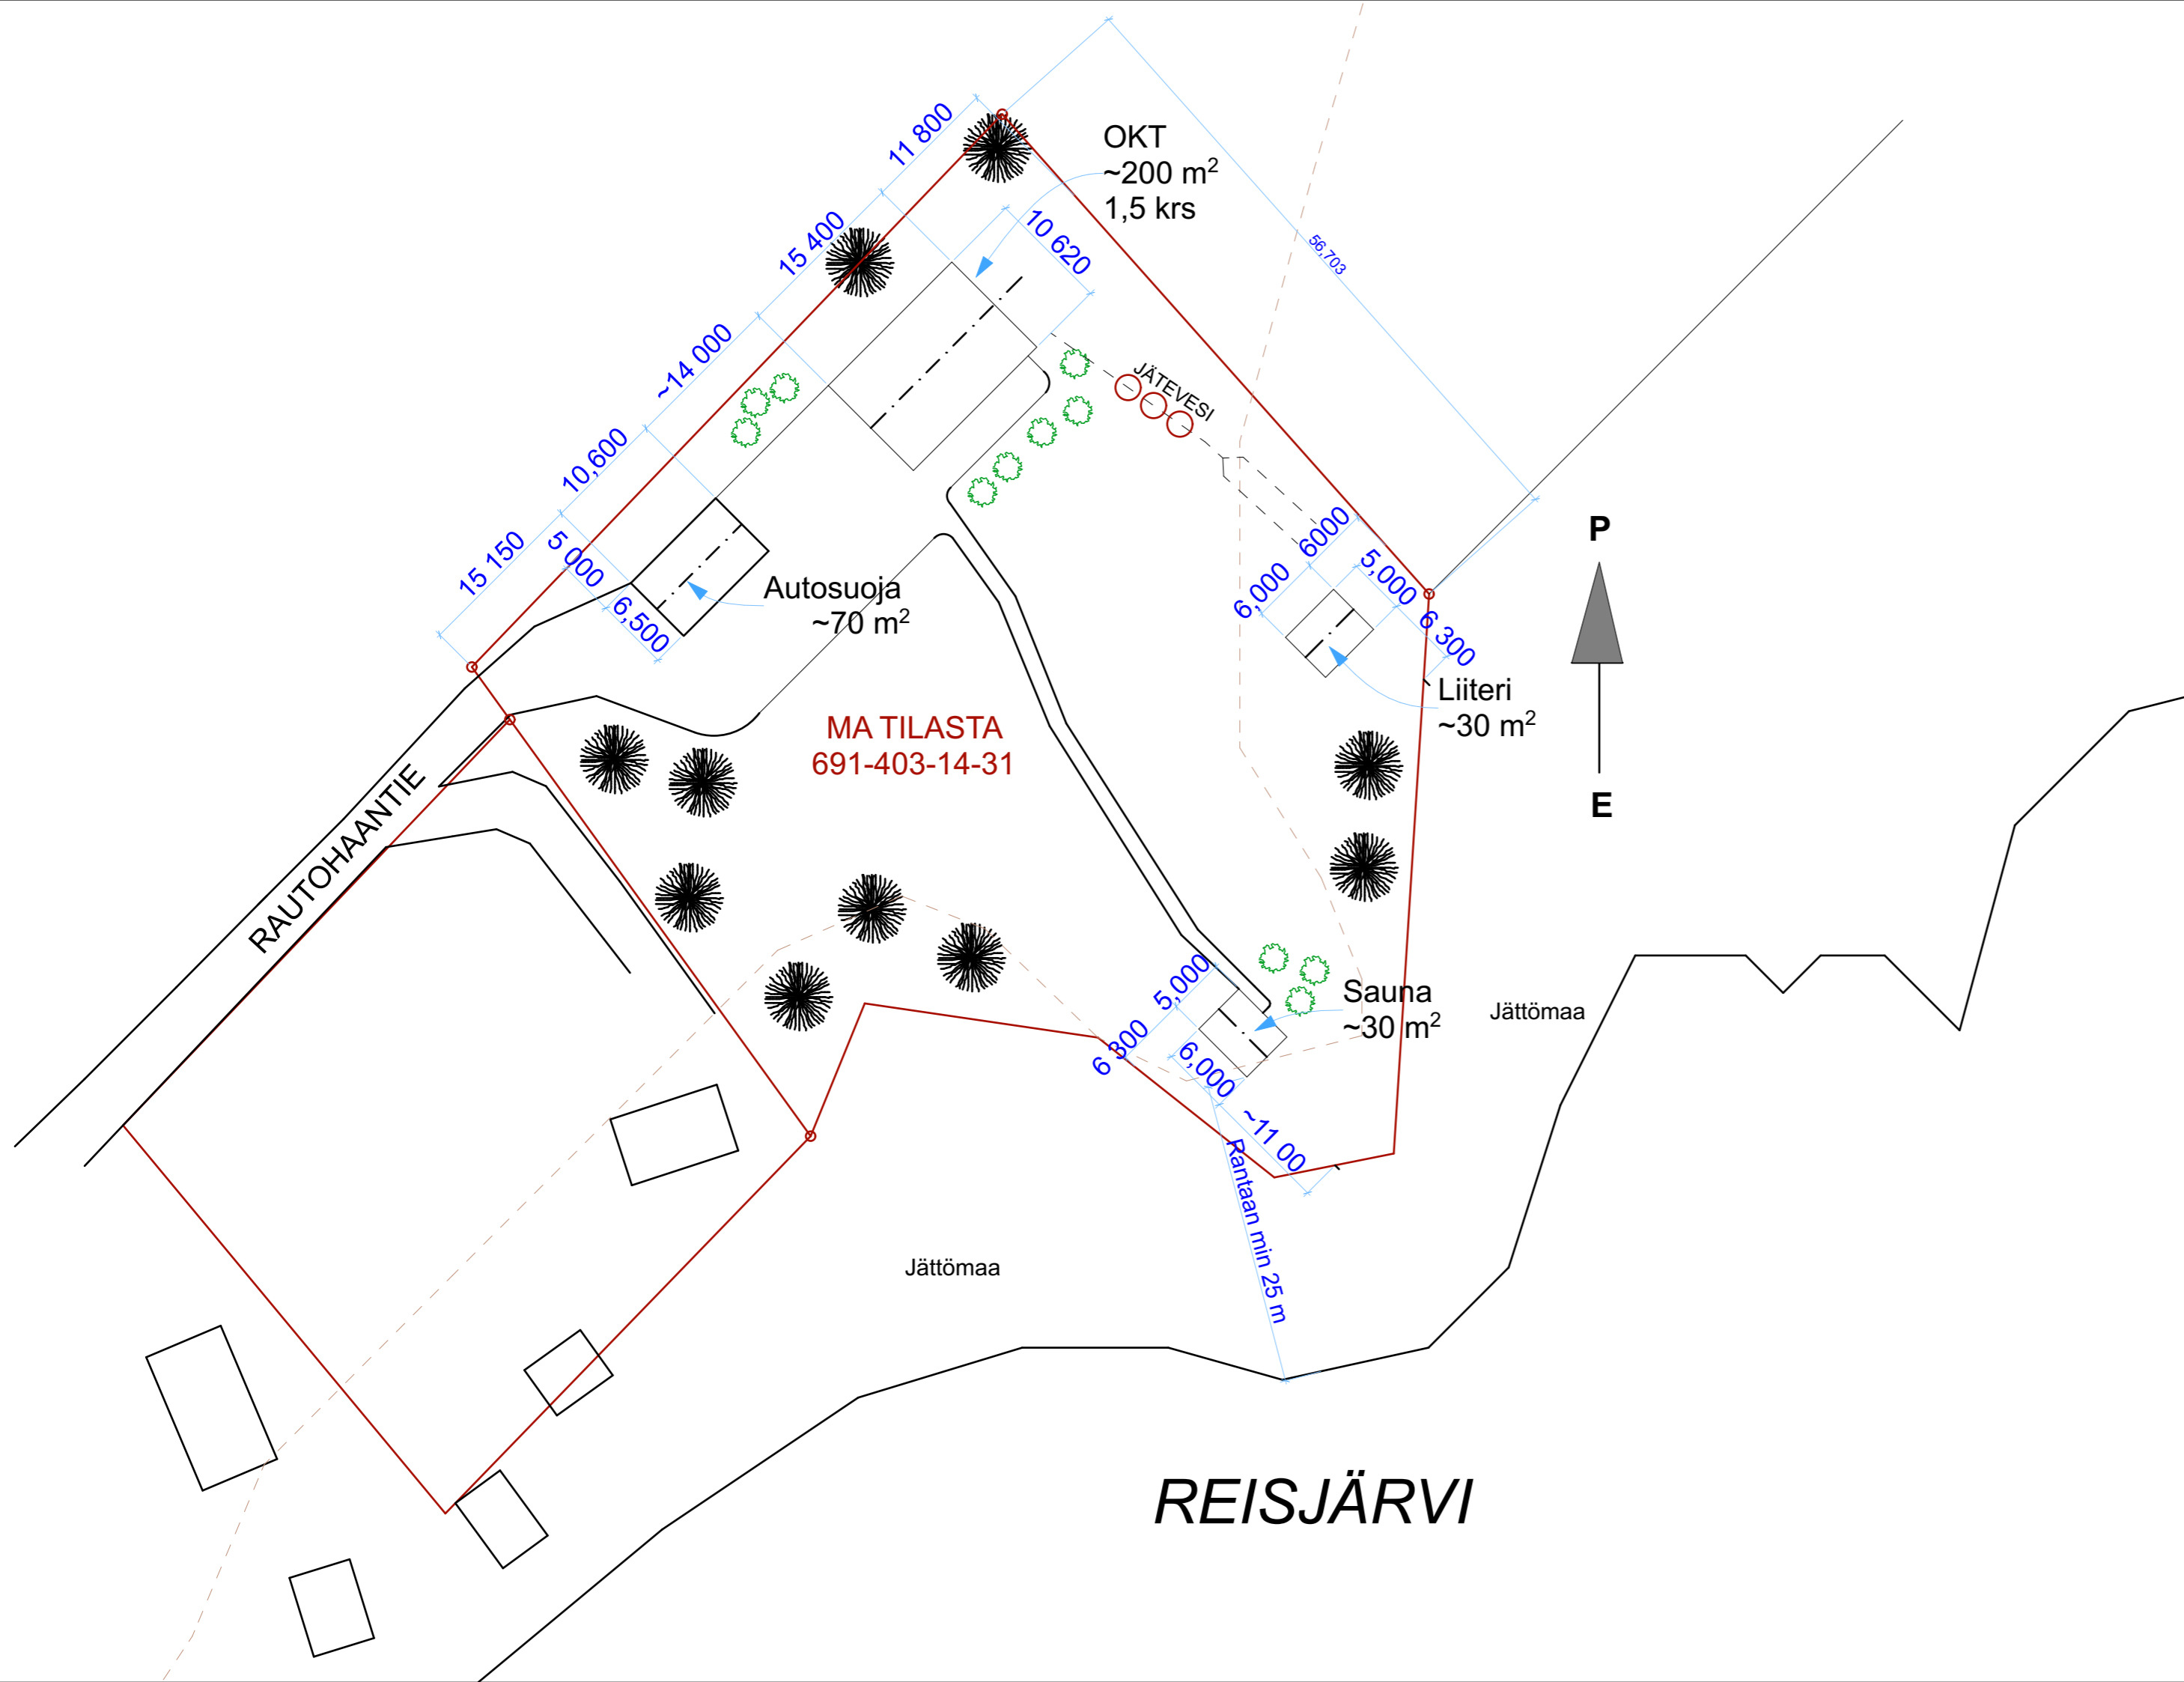 11 800
OKT
~200 m²
1,5 krs
15 400
10 620
56,703
~14 000
JÄTEVESI
10,600
15 150
5 000
6,500
Autosuoja
~70 m²
6000
6,000
5,000
6 300
P
E
Liiteri
~30 m²
MA TILASTA
691-403-14-31
RAUTOHAANTIE
5,000
6 300
6,000
~11 00
Sauna
~30 m²
Jättömaa
Rantaan min 25 m
Jättömaa
REISJÄRVI